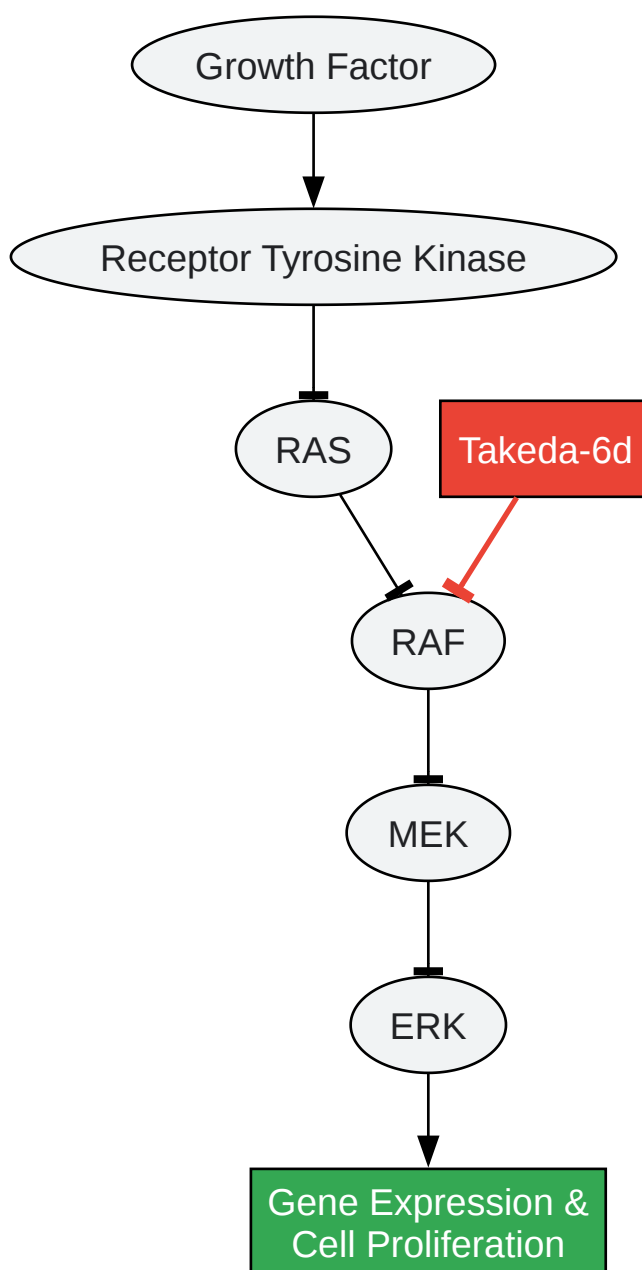 Growth Factor
Receptor Tyrosine Kinase
RAS
Takeda-6d
RAF
MEK
ERK
Gene Expression &
Cell Proliferation